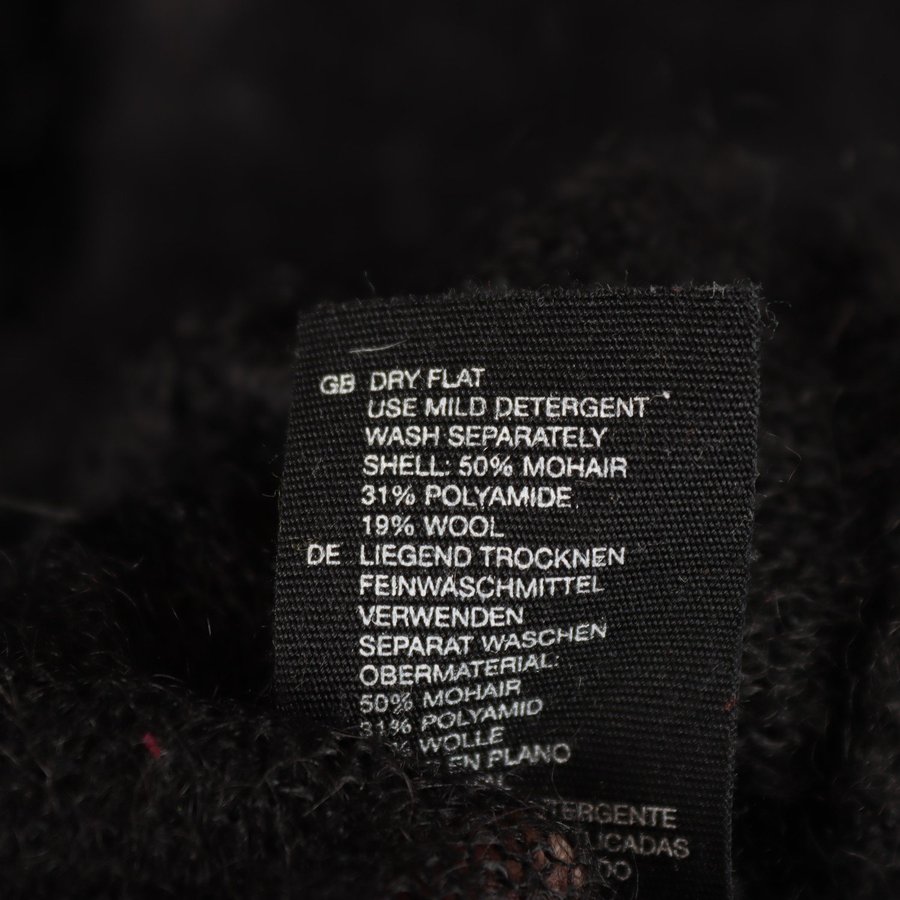 GB DRY FLAT
USE MILD DETERGENT
WASH SEPARATELY
SHELL: 50% MOHAIR
31% POLYAMIDE
19% WOOL
DE LIEGEND TROCKNEN
FEINWASCHMITTEL
VERWENDEN
SEPARAT WASCHEN
OBERMATERIAL:
50% MOHAIR
31% POLYAMID
WOLLE
EN PLANO